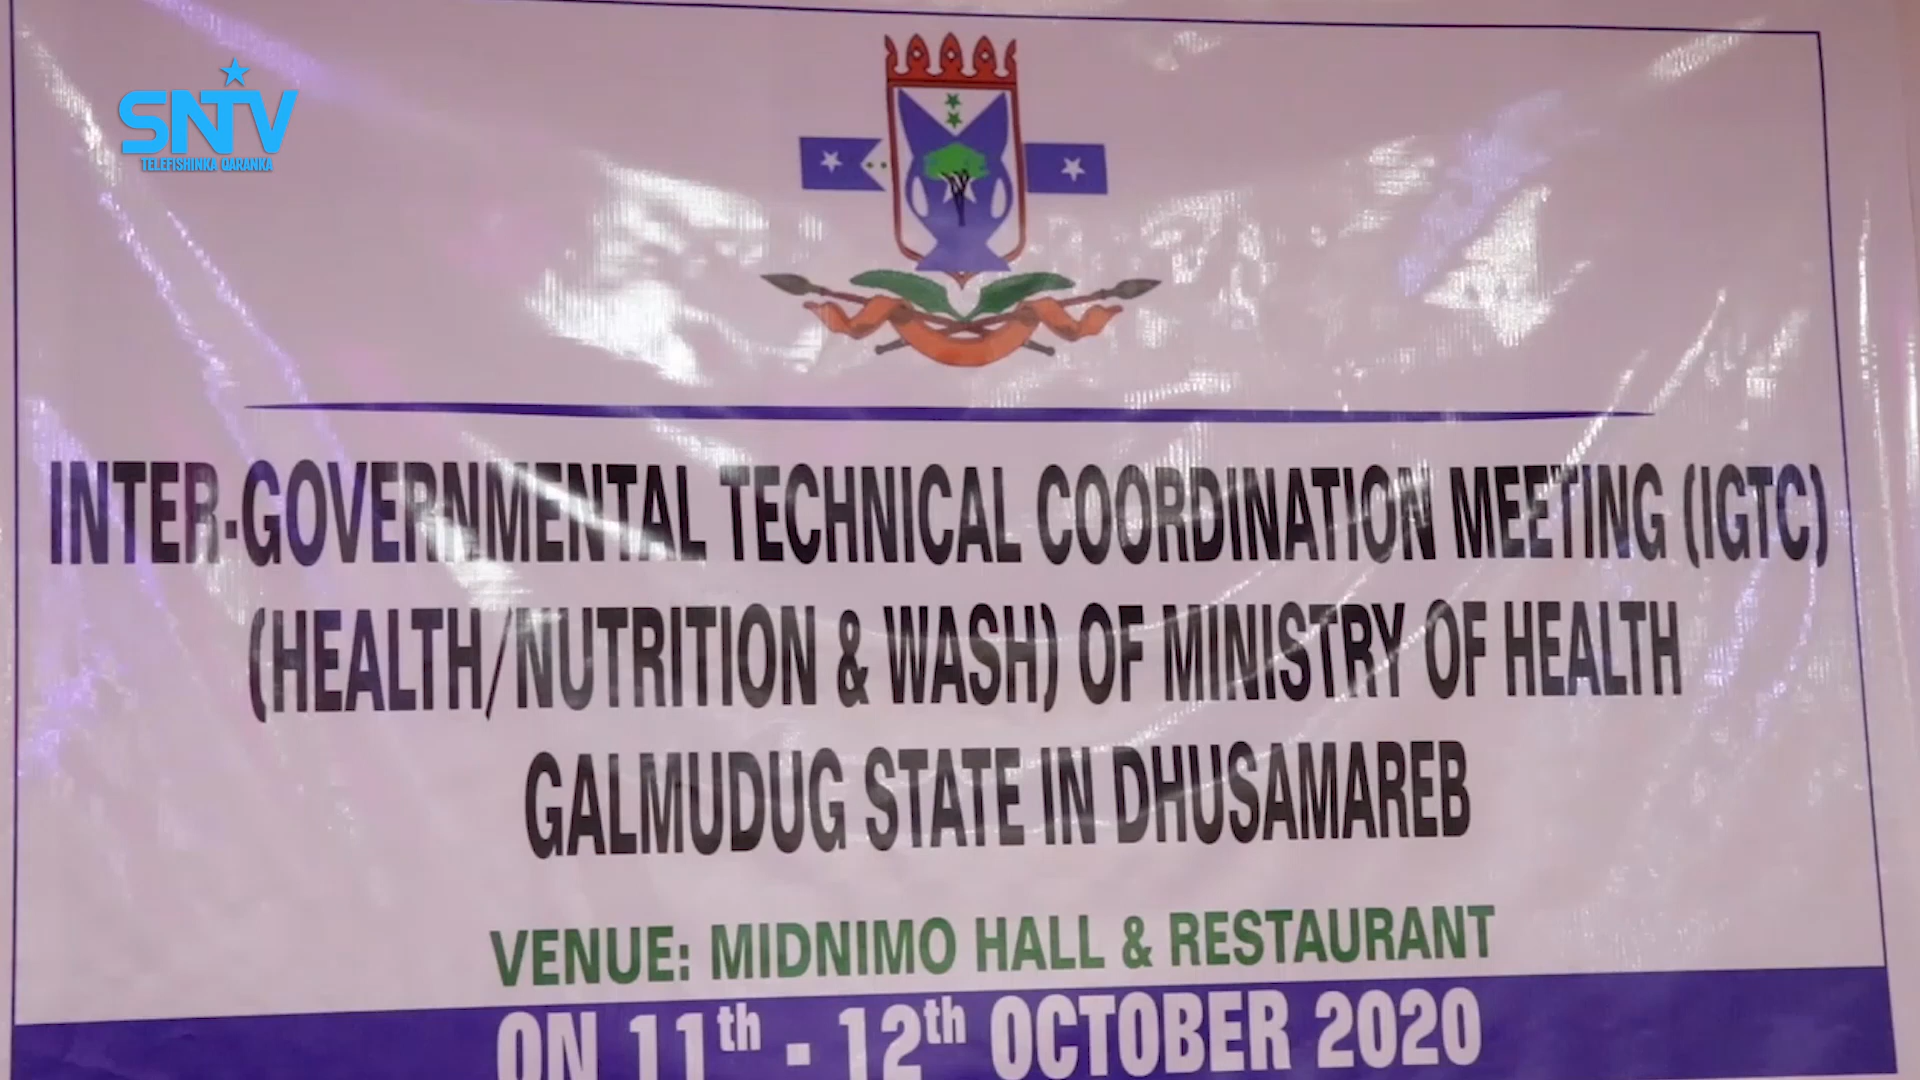 SNTV
TELEFISHINKA QARANKA
INTER-GOVERNMENTAL TECHNICAL COORDINATION MEETING (IGTC)
(HEALTH/NUTRITION & WASH) OF MINISTRY OF HEALTH
GALMUDUG STATE IN DHUSAMAREB
VENUE: MIDNIMO HALL & RESTAURANT
ON 11th - 12th OCTOBER 2020